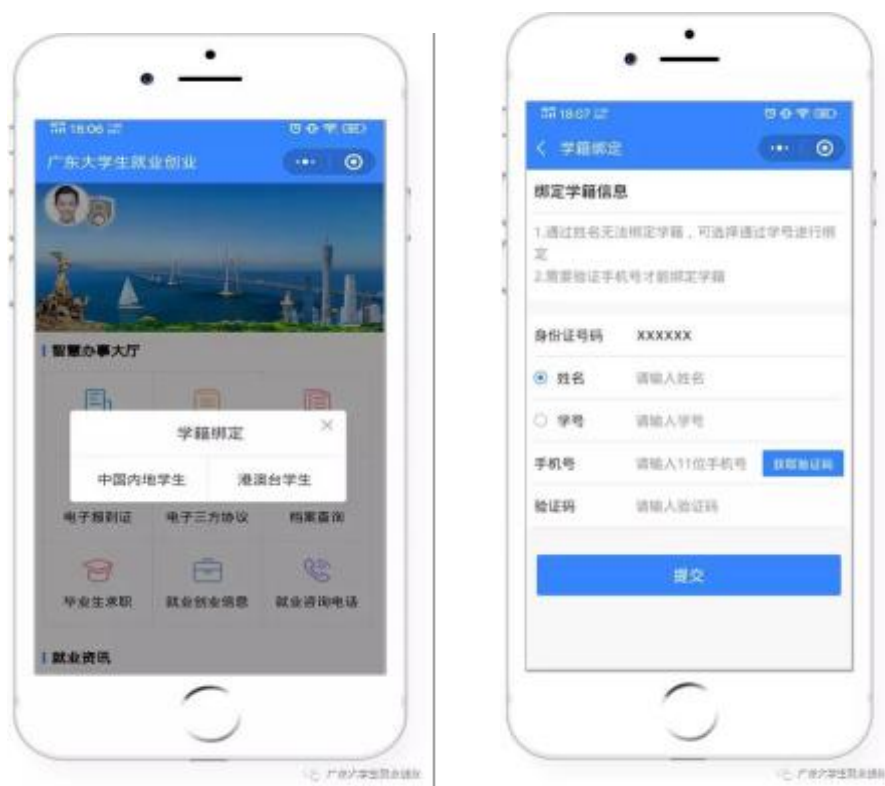 18:06
广东大学生就业创业
智慧办事大厅
学籍绑定
中国内地学生 港澳台学生
电子报到证 电子三方协议 档案查询
毕业生求职 就业创业信息 就业咨询电话
就业资讯
18:07
学籍绑定
绑定学籍信息
1.通过姓名无法绑定学籍，可选择通过学号进行绑
定
2.需要验证手机号才能绑定学籍
身份证号码 XXXXXX
姓名 请输入姓名
学号 请输入学号
手机号 请输入11位手机号 获取验证码
验证码 请输入验证码
提交